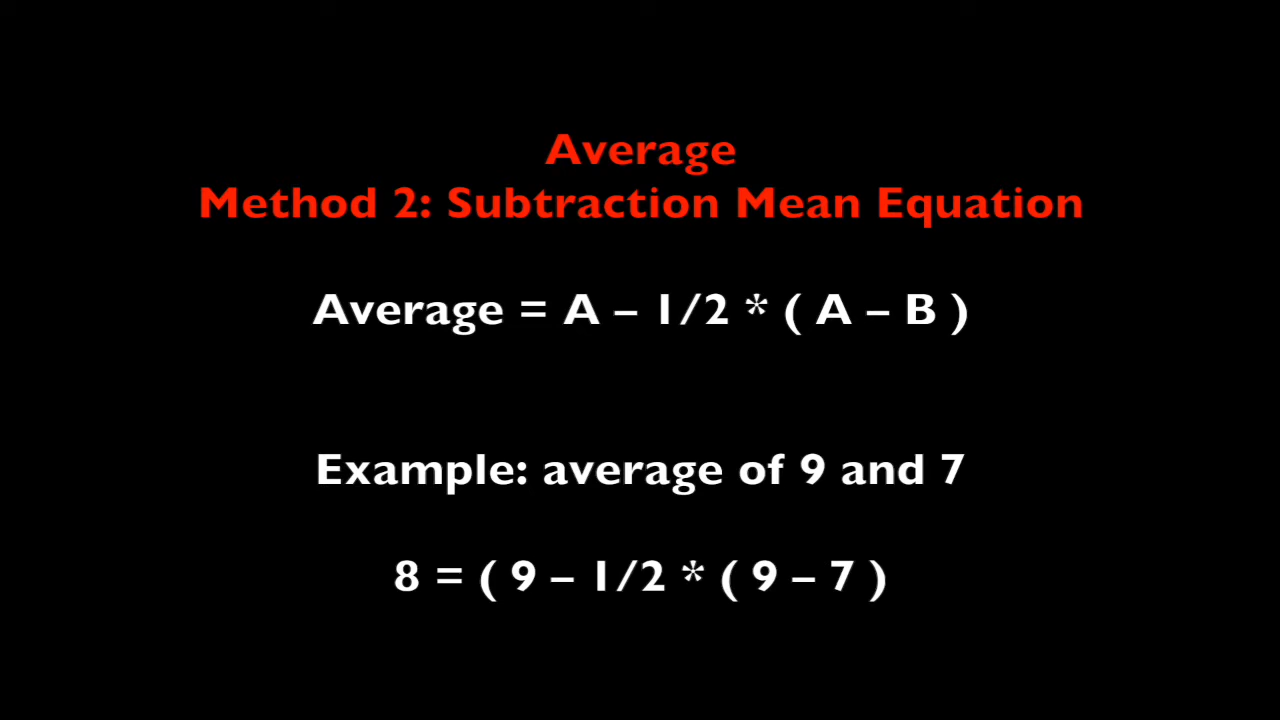 Average
Method 2: Subtraction Mean Equation
Average = A – 1/2 * ( A – B )
Example: average of 9 and 7
8 = ( 9 – 1/2 * ( 9 – 7 )